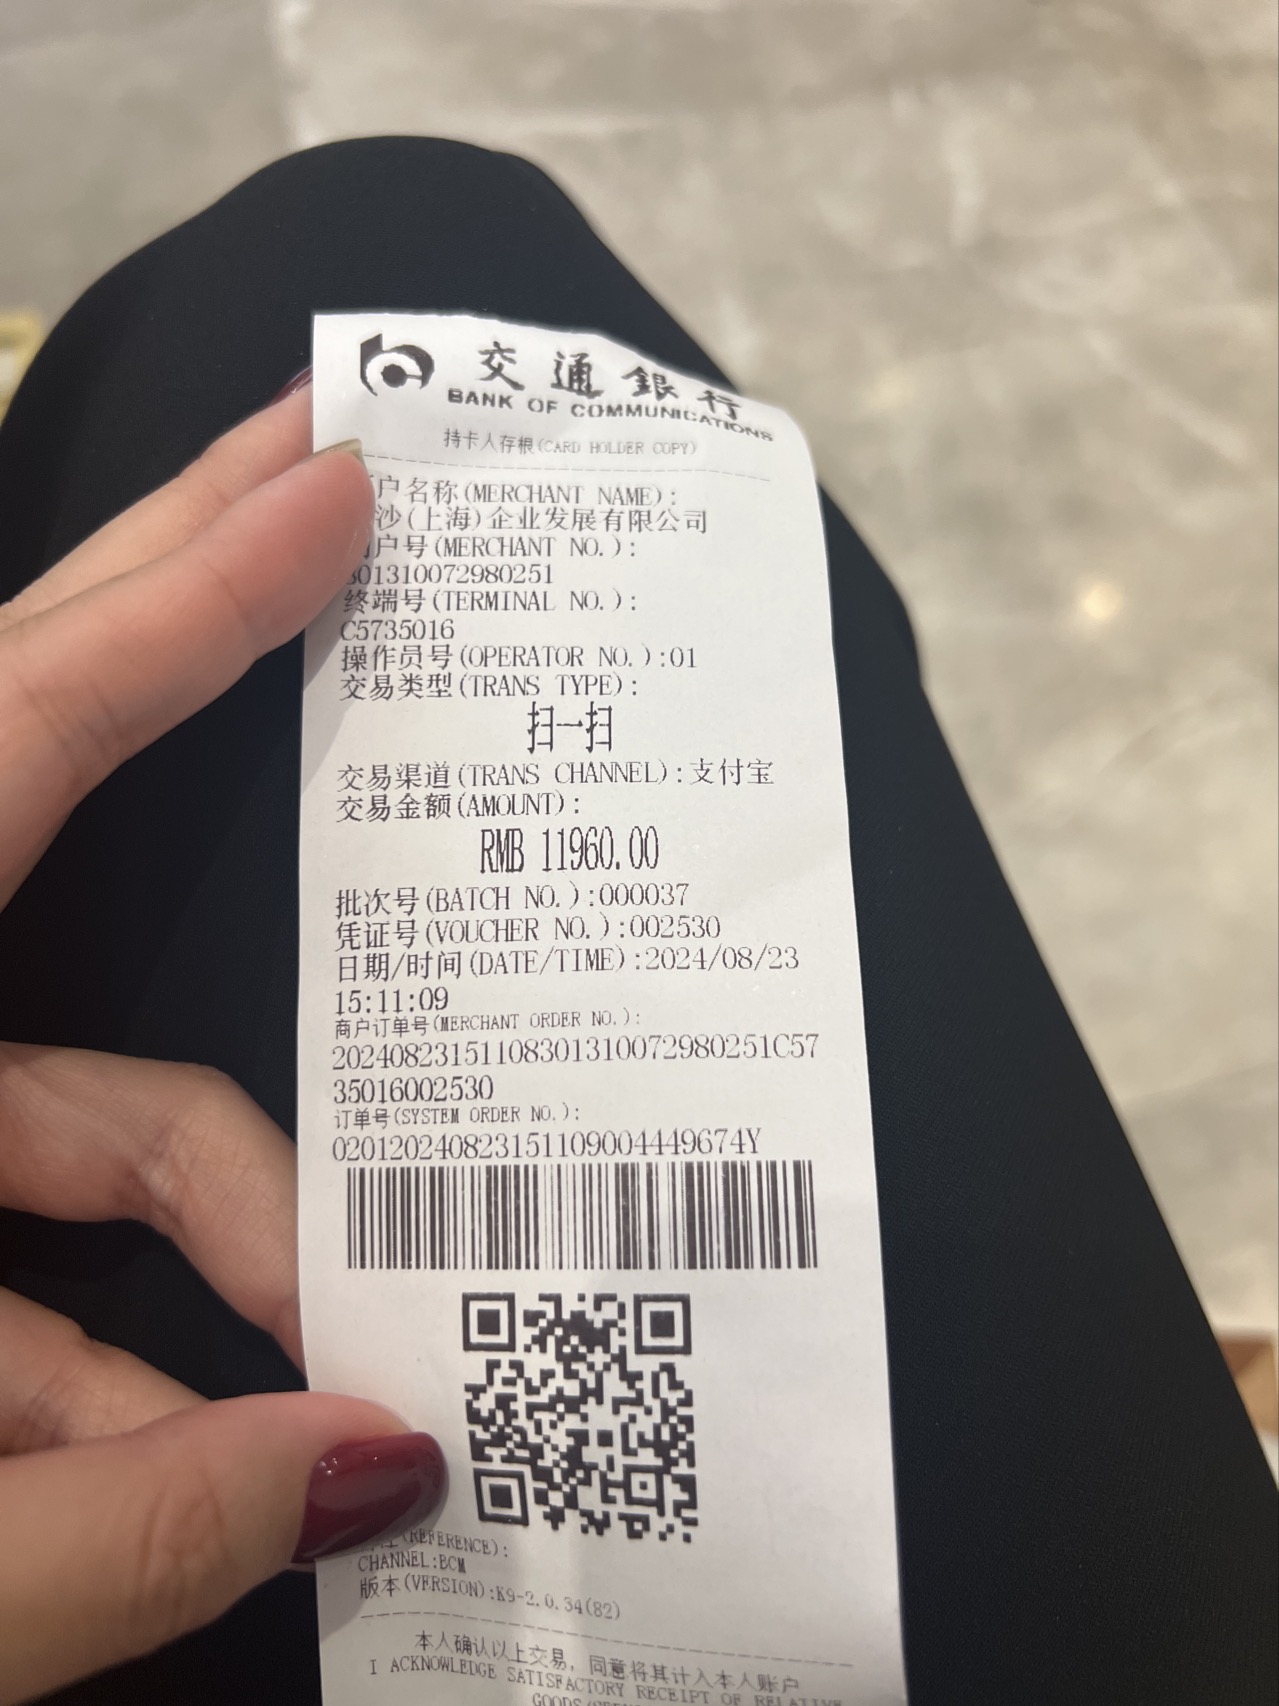 交通銀行
BANK OF COMMUNICATIONS
持卡人存根(CARD HOLDER COPY)
户名称(MERCHANT NAME):
沙(上海)企业发展有限公司
户号(MERCHANT NO.):
301310072980251
终端号(TERMINAL NO.):
C5735016
操作员号(OPERATOR NO.):01
交易类型(TRANS TYPE):
扫一扫
交易渠道(TRANS CHANNEL):支付宝
交易金额(AMOUNT):
RMB 11960.00
批次号(BATCH NO.):000037
凭证号(VOUCHER NO.):002530
日期/时间(DATE/TIME):2024/08/23
15:11:09
商户订单号(MERCHANT ORDER NO.):
20240823151108301310072980251C57
35016002530
订单号(SYSTEM ORDER NO.):
02012024082315110900444967​4Y
(REFERENCE):
CHANNEL:BCM
版本(VERSION):K9-2.0.34(82)
本人确认以上交易,同意将其计入本人账户
I ACKNOWLEDGE SATISFACTORY RECEIPT OF RELATIVE